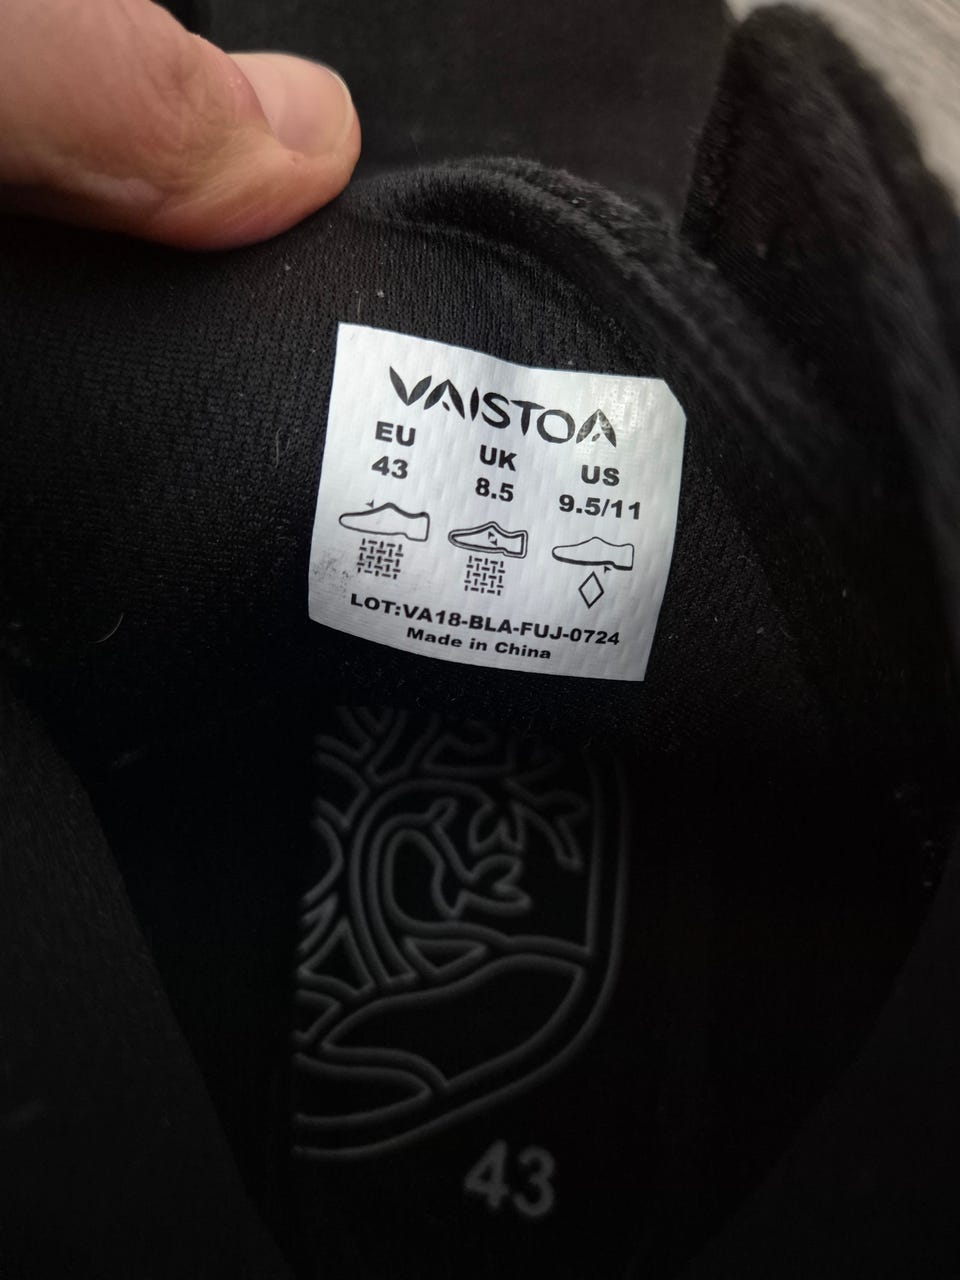 VAISTOA
EU UK US
43 8.5 9.5/11
LOT:VA18-BLA-FUJ-0724
Made in China
43